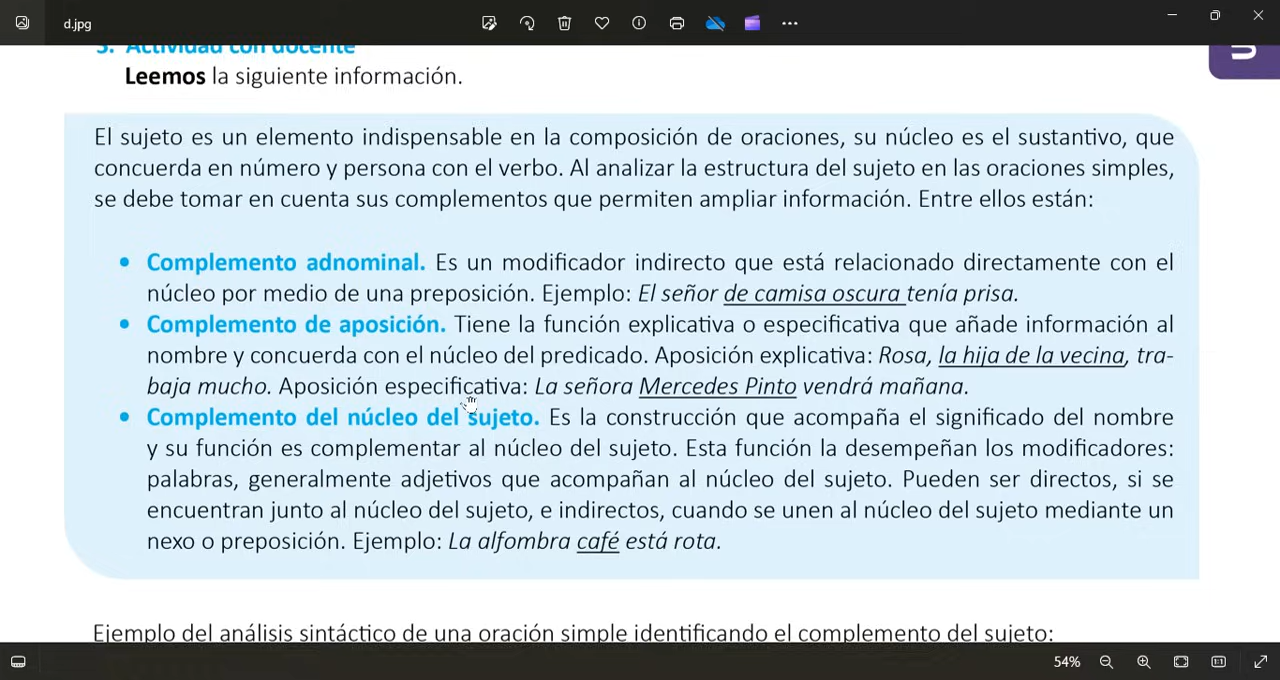 d.jpg
3. Actividad con docente
Leemos la siguiente información.
El sujeto es un elemento indispensable en la composición de oraciones, su núcleo es el sustantivo, que
concuerda en número y persona con el verbo. Al analizar la estructura del sujeto en las oraciones simples,
se debe tomar en cuenta sus complementos que permiten ampliar información. Entre ellos están:
• Complemento adnominal. Es un modificador indirecto que está relacionado directamente con el
núcleo por medio de una preposición. Ejemplo: El señor de camisa oscura tenía prisa.
• Complemento de aposición. Tiene la función explicativa o especificativa que añade información al
nombre y concuerda con el núcleo del predicado. Aposición explicativa: Rosa, la hija de la vecina, tra-
baja mucho. Aposición especificativa: La señora Mercedes Pinto vendrá mañana.
• Complemento del núcleo del sujeto. Es la construcción que acompaña el significado del nombre
y su función es complementar al núcleo del sujeto. Esta función la desempeñan los modificadores:
palabras, generalmente adjetivos que acompañan al núcleo del sujeto. Pueden ser directos, si se
encuentran junto al núcleo del sujeto, e indirectos, cuando se unen al núcleo del sujeto mediante un
nexo o preposición. Ejemplo: La alfombra café está rota.
Ejemplo del análisis sintáctico de una oración simple identificando el complemento del sujeto:
54%